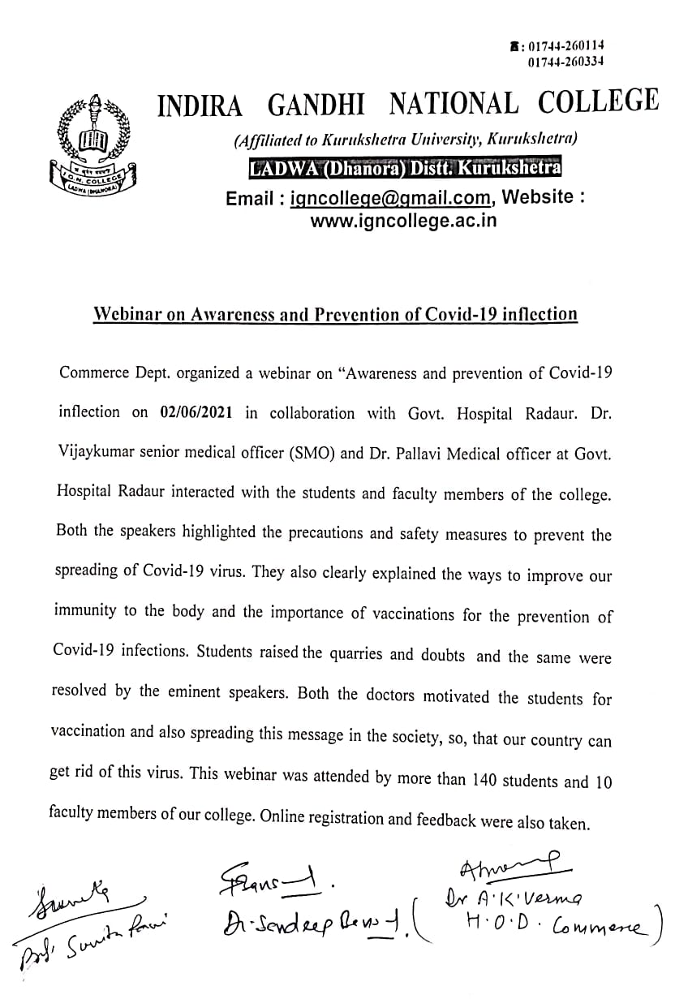 ☎: 01744-260114
01744-260334
INDIRA GANDHI NATIONAL COLLEGE
(Affiliated to Kurukshetra University, Kurukshetra)
LADWA (Dhanora) Distt. Kurukshetra
Email : igncollege@gmail.com, Website :
www.igncollege.ac.in
I.G.N. COLLEGE
LADWA (DHANORA)
Webinar on Awareness and Prevention of Covid-19 inflection
Commerce Dept. organized a webinar on “Awareness and prevention of Covid-19
inflection on 02/06/2021 in collaboration with Govt. Hospital Radaur. Dr.
Vijaykumar senior medical officer (SMO) and Dr. Pallavi Medical officer at Govt.
Hospital Radaur interacted with the students and faculty members of the college.
Both the speakers highlighted the precautions and safety measures to prevent the
spreading of Covid-19 virus. They also clearly explained the ways to improve our
immunity to the body and the importance of vaccinations for the prevention of
Covid-19 infections. Students raised the quarries and doubts and the same were
resolved by the eminent speakers. Both the doctors motivated the students for
vaccination and also spreading this message in the society, so, that our country can
get rid of this virus. This webinar was attended by more than 140 students and 10
faculty members of our college. Online registration and feedback were also taken.
Prof. Sunita
Dr. Sandeep
Dr A.K. Verma
(H.O.D. Commerce)